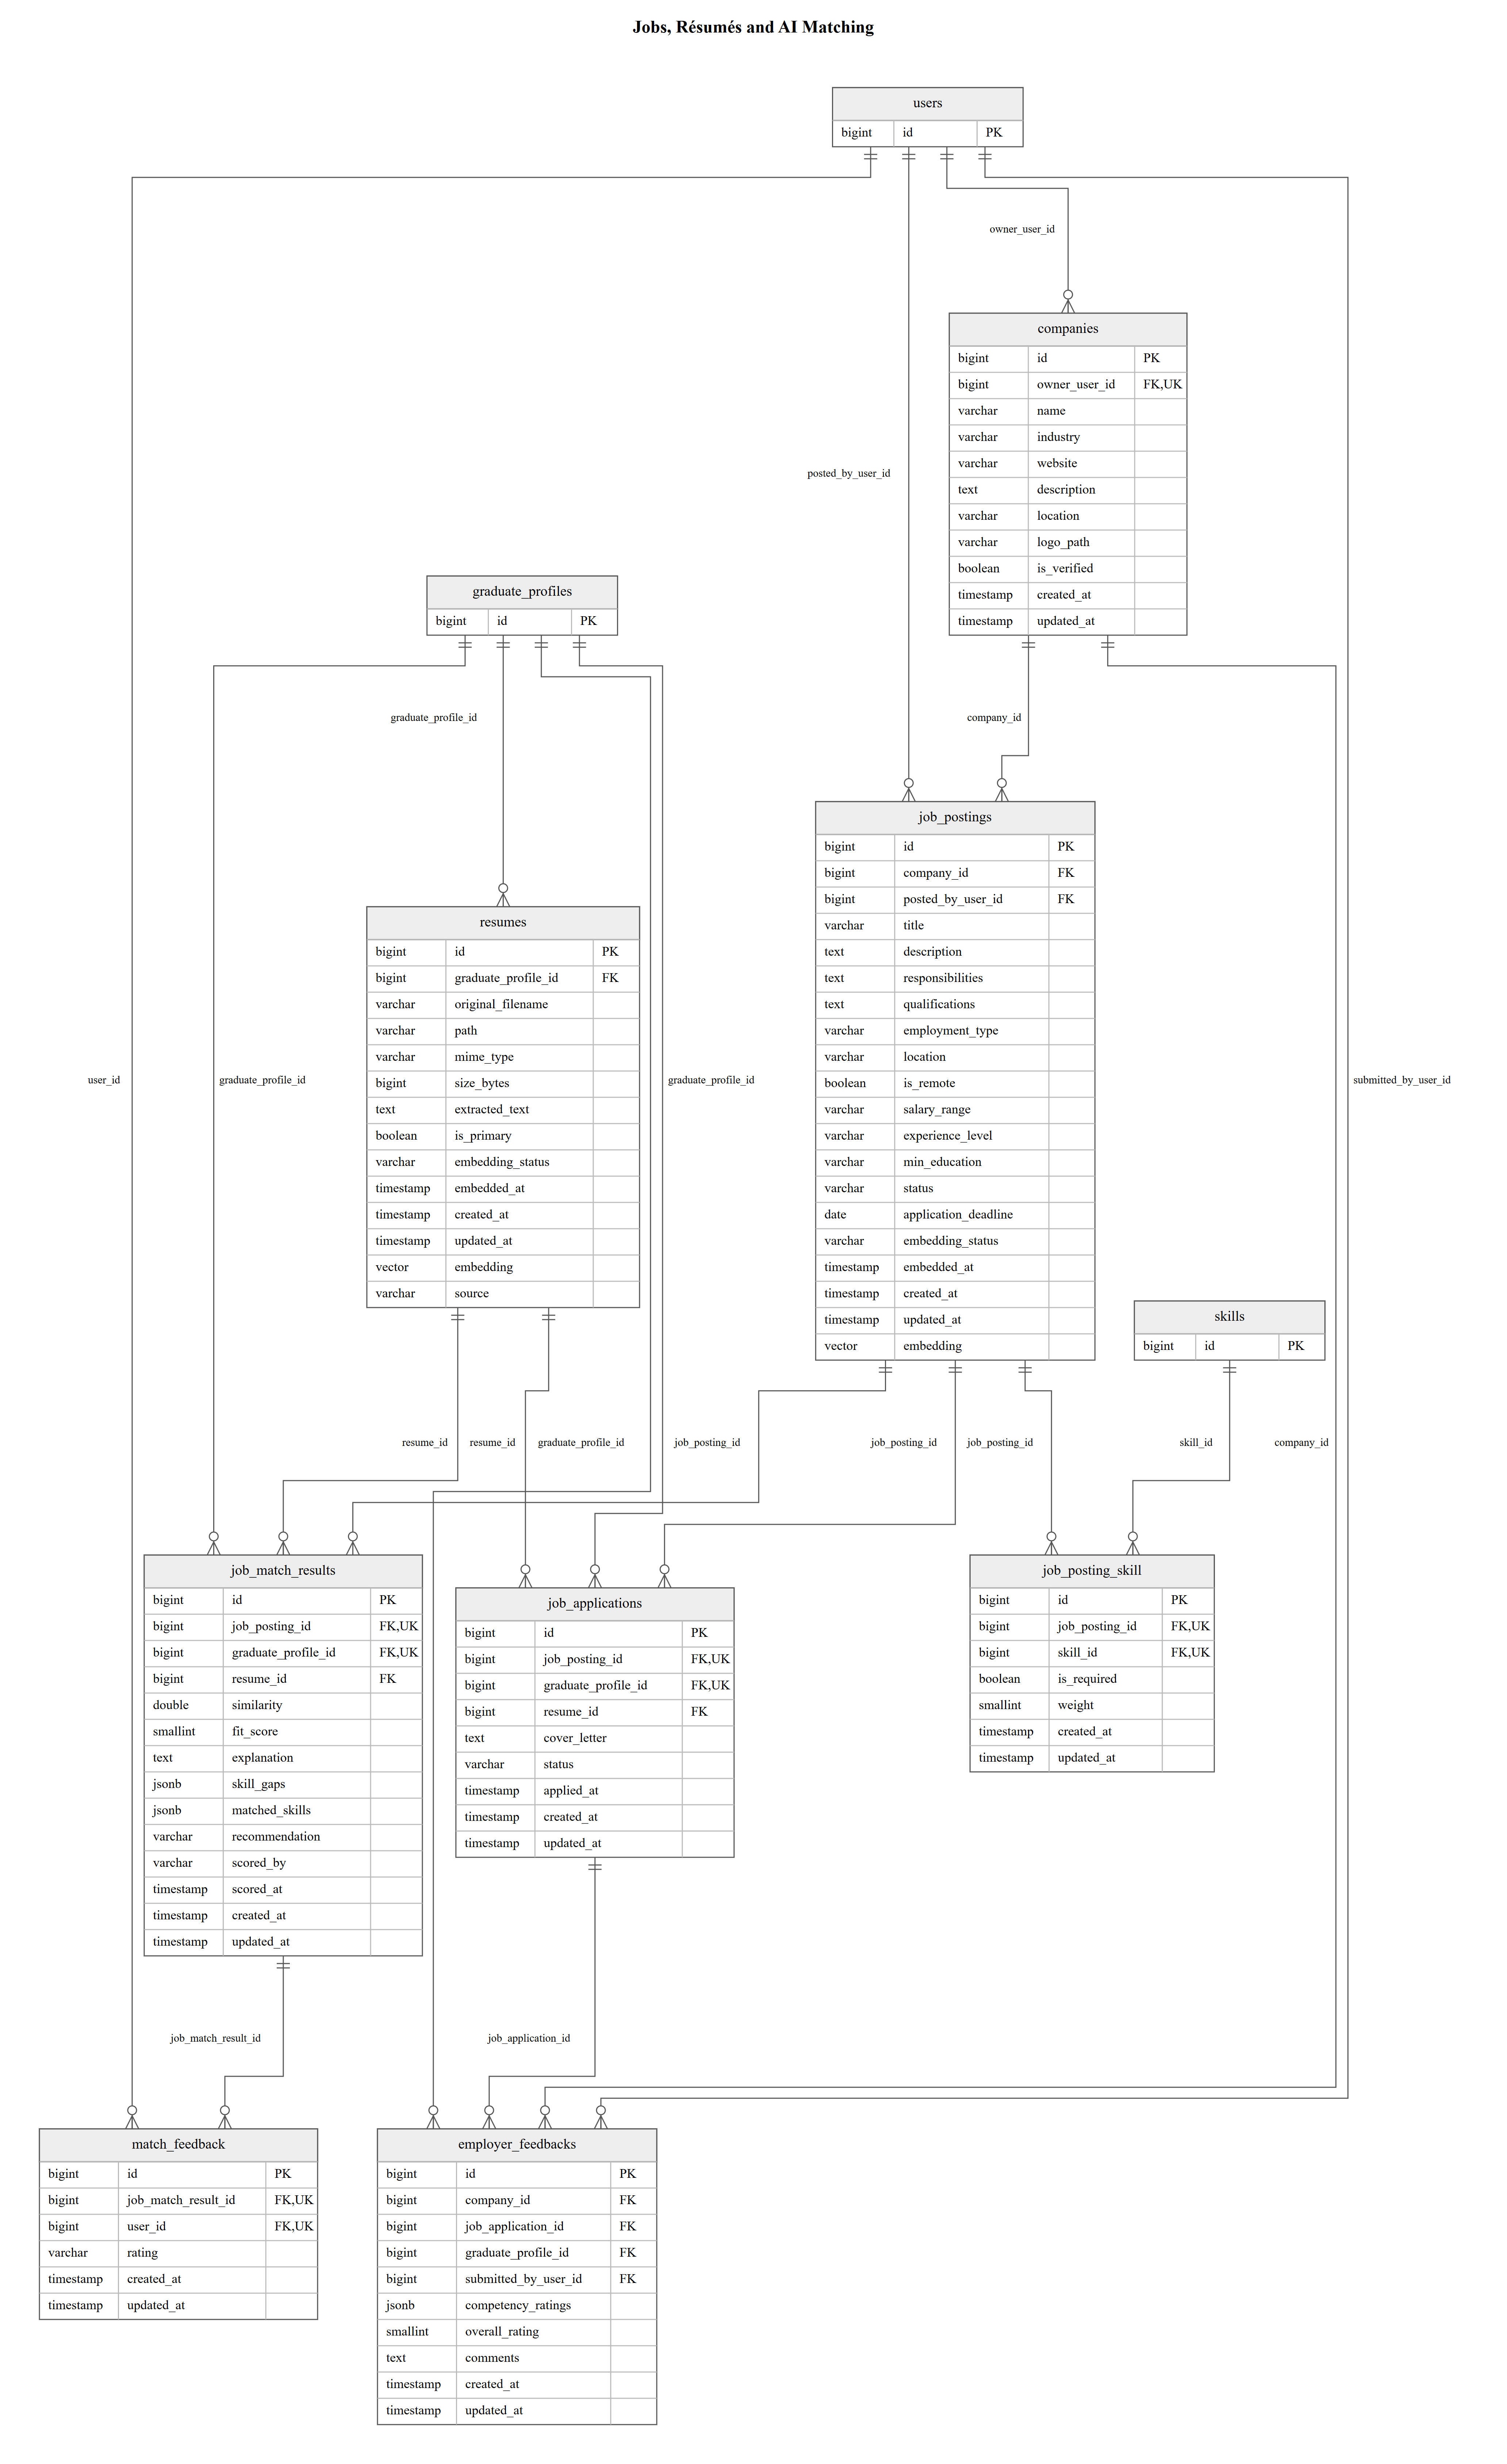 Jobs, Résumés and AI Matching
users
bigint id PK
owner_user_id
companies
bigint id PK
bigint owner_user_id FK,UK
varchar name
varchar industry
varchar website
text description
varchar location
varchar logo_path
boolean is_verified
timestamp created_at
timestamp updated_at
posted_by_user_id
graduate_profiles
bigint id PK
graduate_profile_id
company_id
job_postings
bigint id PK
bigint company_id FK
bigint posted_by_user_id FK
varchar title
text description
text responsibilities
text qualifications
varchar employment_type
varchar location
boolean is_remote
varchar salary_range
varchar experience_level
varchar min_education
varchar status
date application_deadline
varchar embedding_status
timestamp embedded_at
timestamp created_at
timestamp updated_at
vector embedding
resumes
bigint id PK
bigint graduate_profile_id FK
varchar original_filename
varchar path
varchar mime_type
bigint size_bytes
text extracted_text
boolean is_primary
varchar embedding_status
timestamp embedded_at
timestamp created_at
timestamp updated_at
vector embedding
varchar source
user_id
graduate_profile_id
graduate_profile_id
submitted_by_user_id
skills
bigint id PK
resume_id
resume_id
graduate_profile_id
job_posting_id
job_posting_id
job_posting_id
skill_id
company_id
job_match_results
bigint id PK
bigint job_posting_id FK,UK
bigint graduate_profile_id FK,UK
bigint resume_id FK
double similarity
smallint fit_score
text explanation
jsonb skill_gaps
jsonb matched_skills
varchar recommendation
varchar scored_by
timestamp scored_at
timestamp created_at
timestamp updated_at
job_applications
bigint id PK
bigint job_posting_id FK,UK
bigint graduate_profile_id FK,UK
bigint resume_id FK
text cover_letter
varchar status
timestamp applied_at
timestamp created_at
timestamp updated_at
job_posting_skill
bigint id PK
bigint job_posting_id FK,UK
bigint skill_id FK,UK
boolean is_required
smallint weight
timestamp created_at
timestamp updated_at
job_match_result_id
job_application_id
match_feedback
bigint id PK
bigint job_match_result_id FK,UK
bigint user_id FK,UK
varchar rating
timestamp created_at
timestamp updated_at
employer_feedbacks
bigint id PK
bigint company_id FK
bigint job_application_id FK
bigint graduate_profile_id FK
bigint submitted_by_user_id FK
jsonb competency_ratings
smallint overall_rating
text comments
timestamp created_at
timestamp updated_at